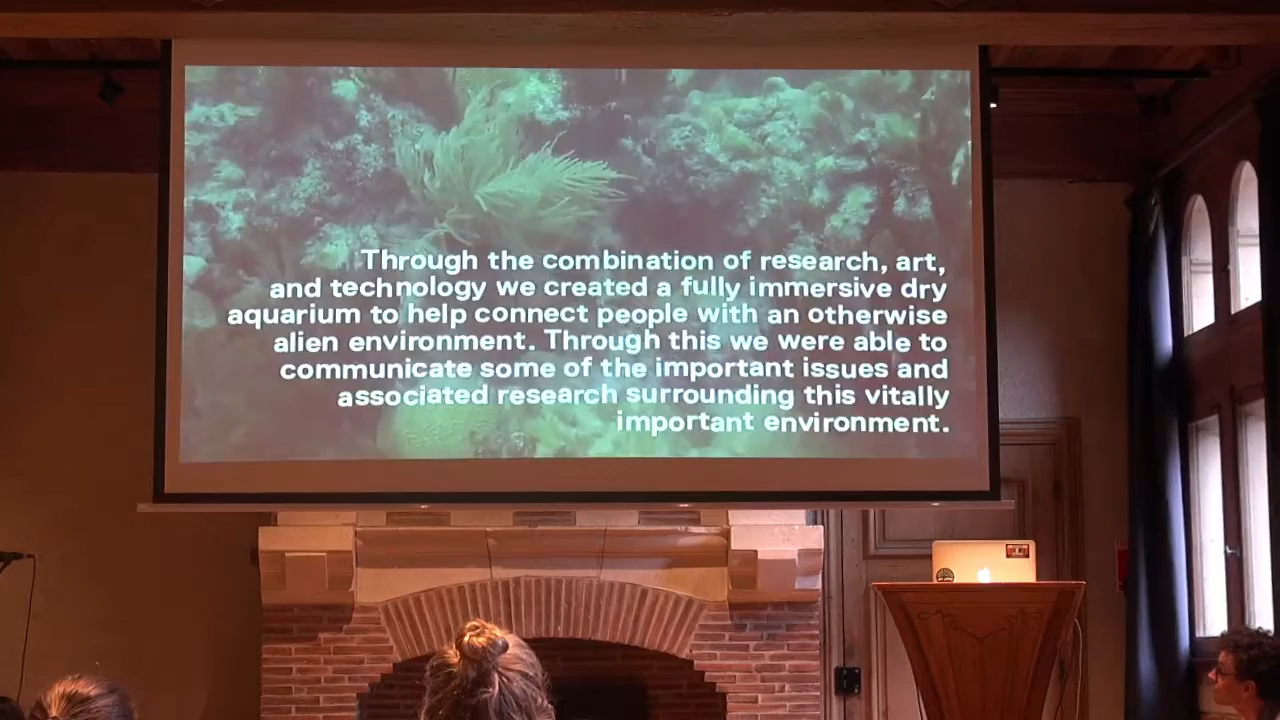 Through the combination of research, art,
and technology we created a fully immersive dry
aquarium to help connect people with an otherwise
alien environment. Through this we were able to
communicate some of the important issues and
associated research surrounding this vitally
important environment.